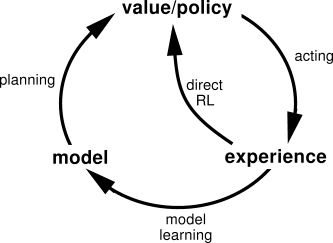 value/policy
planning
acting
direct
RL
model
experience
model
learning